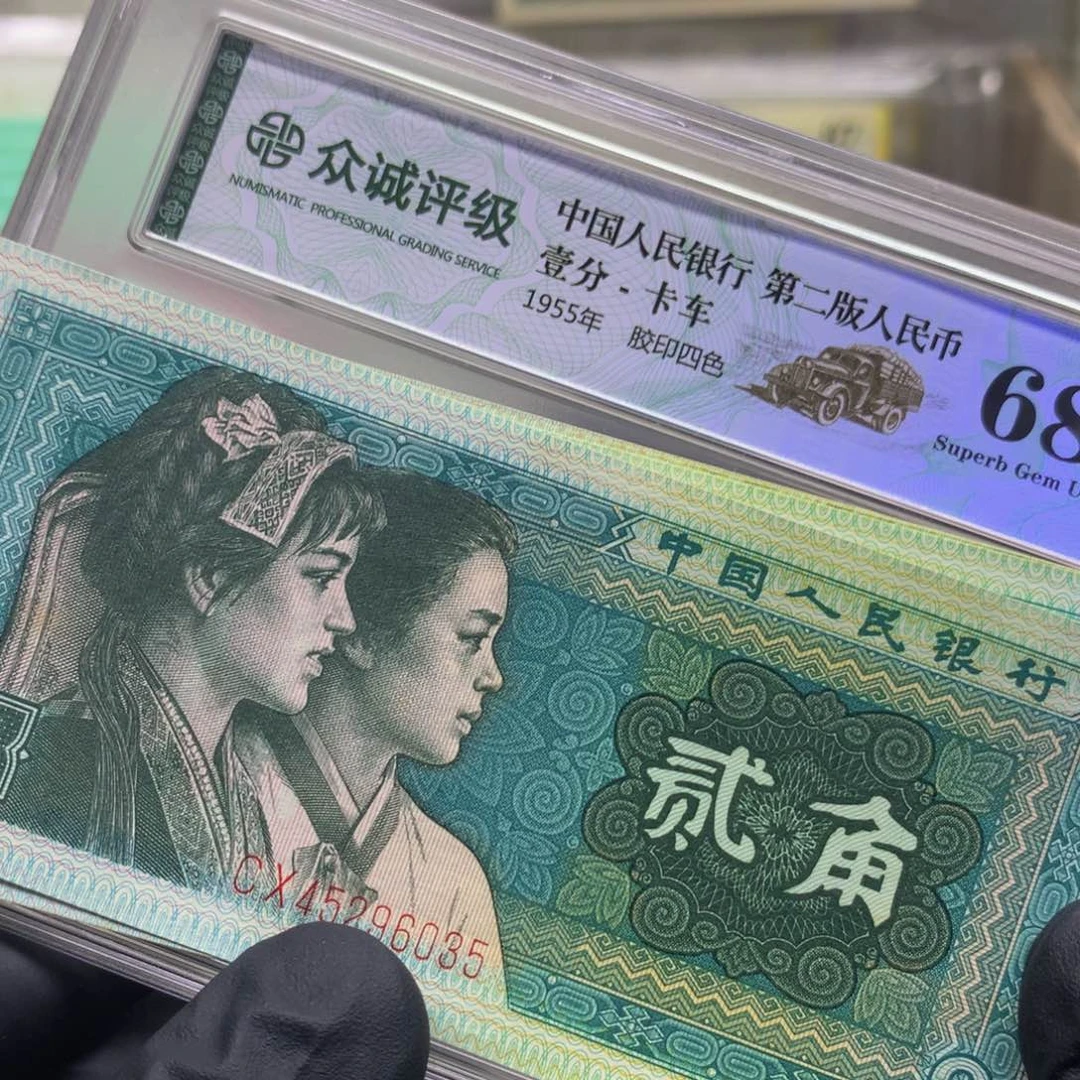 众诚评级
NUMISMATIC PROFESSIONAL GRADING SERVICE
中国人民银行 第二版人民币
壹分 - 卡车
1955年 胶印四色
68
Superb Gem U
中国人民银行
贰角
CX45296035